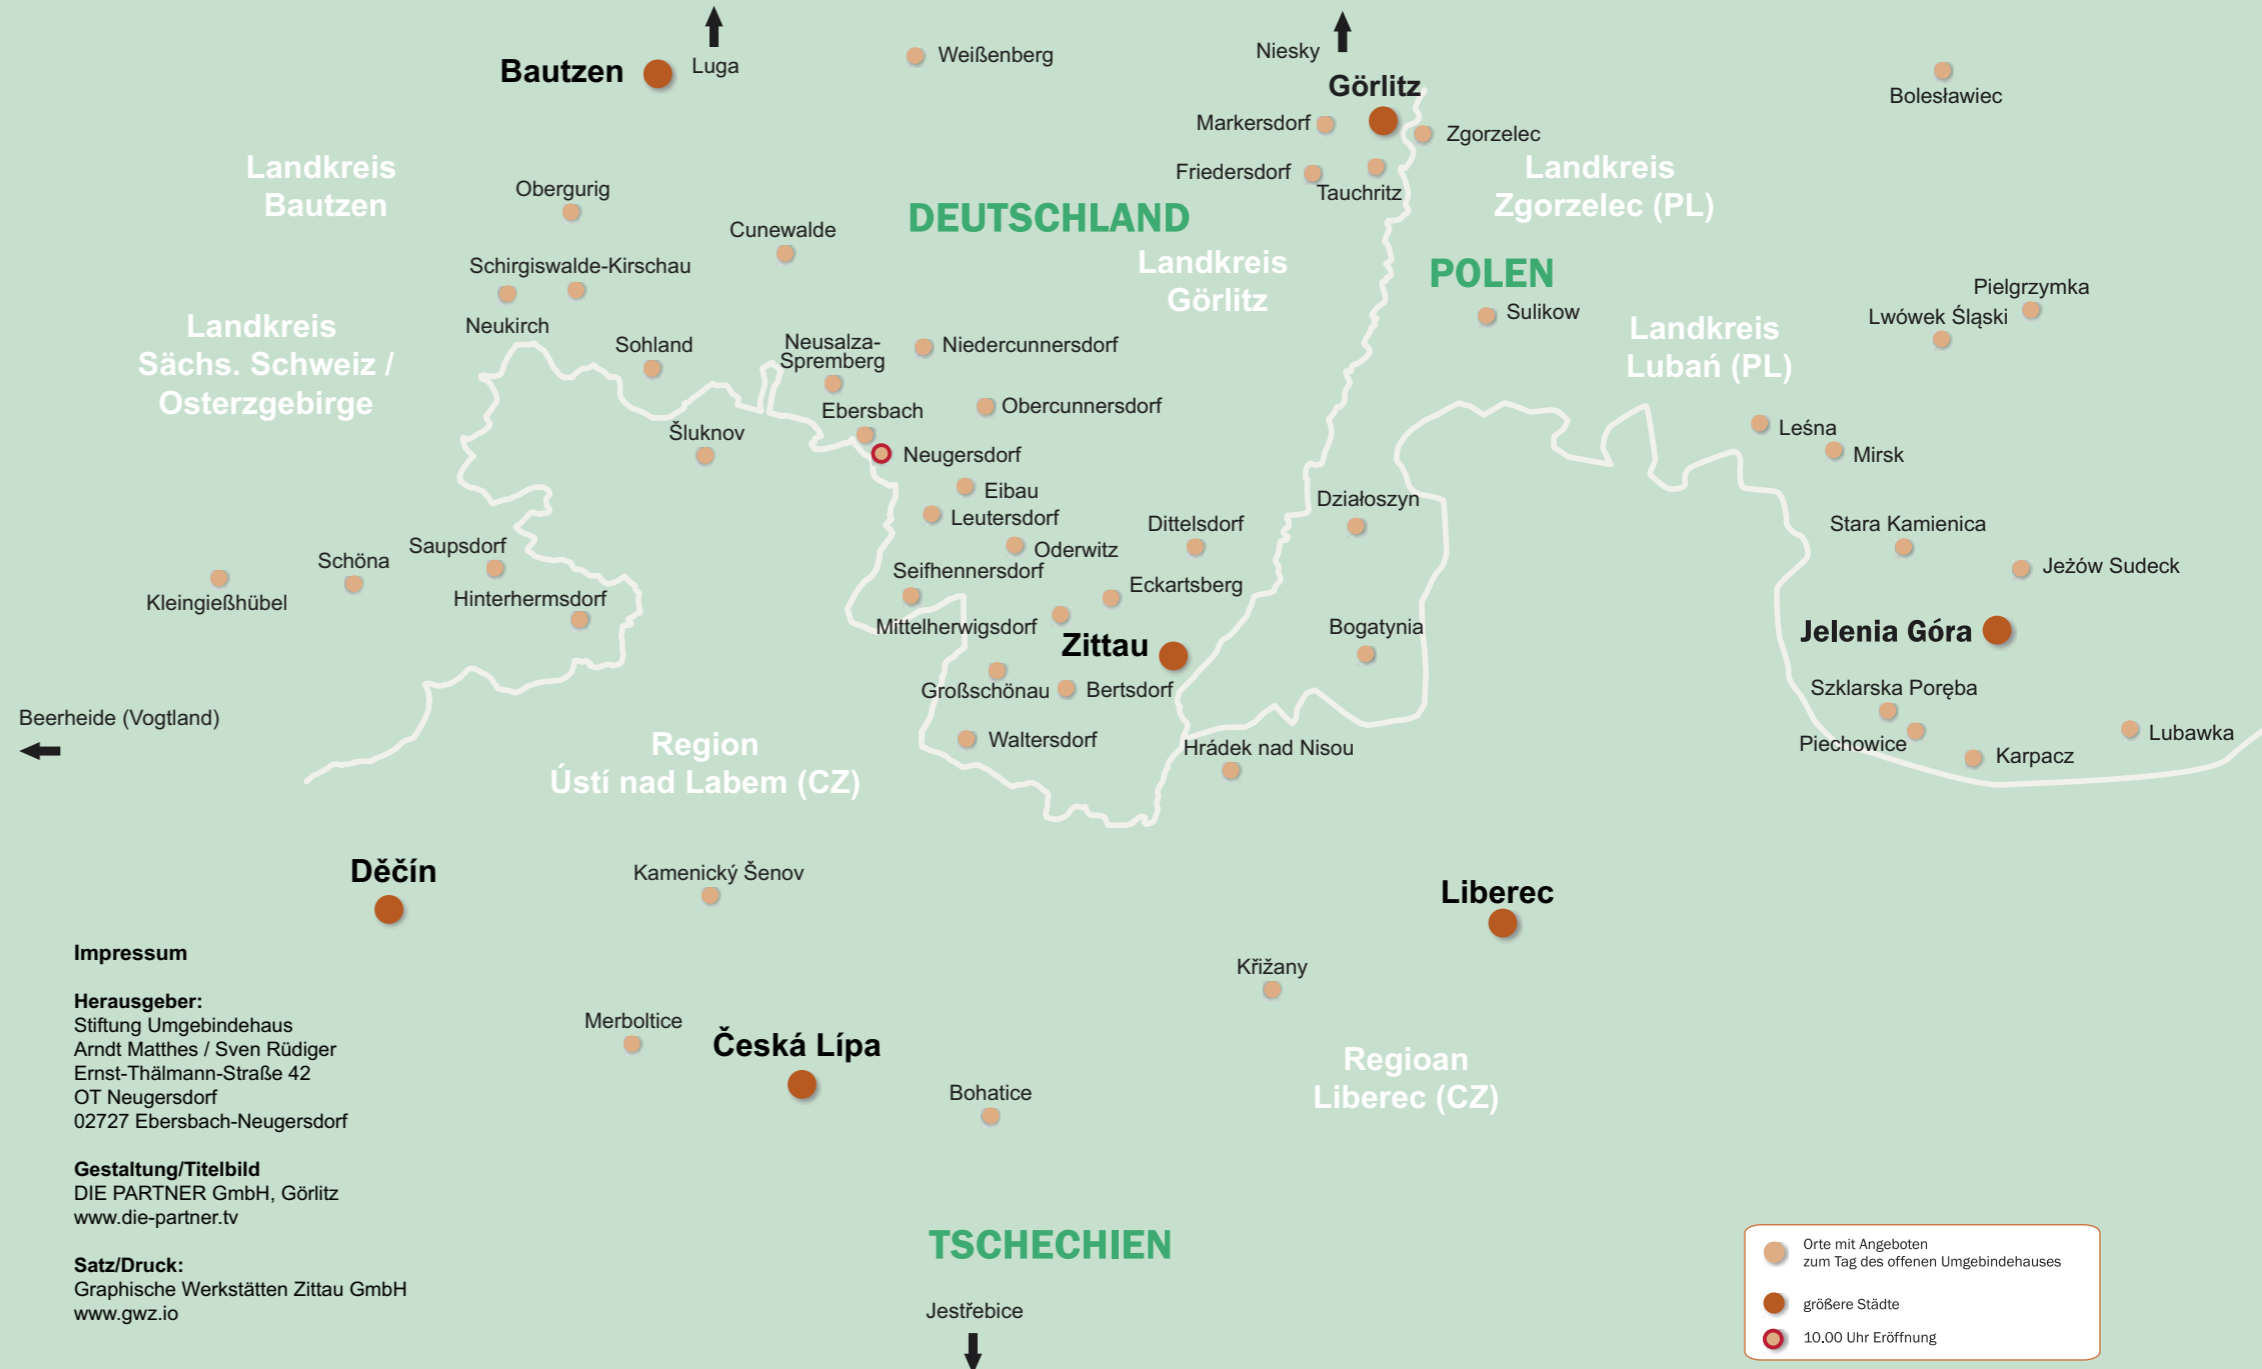 Luga
Bautzen
Weißenberg
Niesky
Görlitz
Bolesławiec
Markersdorf
Zgorzelec
Landkreis
Bautzen
Friedersdorf
Tauchritz
Landkreis
Zgorzelec (PL)
Obergurig
DEUTSCHLAND
Cunewalde
Schirgiswalde-Kirschau
Landkreis
Görlitz
POLEN
Pielgrzymka
Neukirch
Sulikow
Lwówek Śląski
Landkreis
Sächs. Schweiz /
Osterzgebirge
Landkreis
Lubań (PL)
Sohland
Neusalza-
Spremberg
Niedercunnersdorf
Obercunnersdorf
Ebersbach
Šluknov
Leśna
Neugersdorf
Mirsk
Eibau
Działoszyn
Leutersdorf
Dittelsdorf
Stara Kamienica
Saupsdorf
Oderwitz
Schöna
Seifhennersdorf
Jeżów Sudeck
Eckartsberg
Kleingießhübel
Hinterhermsdorf
Mittelherwigsdorf
Bogatynia
Jelenia Góra
Zittau
Großschönau
Bertsdorf
Szklarska Poręba
Beerheide (Vogtland)
Waltersdorf
Hrádek nad Nisou
Piechowice
Lubawka
Karpacz
Region
Ústí nad Labem (CZ)
Děčín
Kamenický Šenov
Liberec
Křižany
Merboltice
Česká Lípa
Regioan
Liberec (CZ)
Bohatice
TSCHECHIEN
Jestřebice
Impressum
Herausgeber:
Stiftung Umgebindehaus
Arndt Matthes / Sven Rüdiger
Ernst-Thälmann-Straße 42
OT Neugersdorf
02727 Ebersbach-Neugersdorf
Gestaltung/Titelbild
DIE PARTNER GmbH, Görlitz
www.die-partner.tv
Satz/Druck:
Graphische Werkstätten Zittau GmbH
www.gwz.io
Orte mit Angeboten
zum Tag des offenen Umgebindehauses
größere Städte
10.00 Uhr Eröffnung